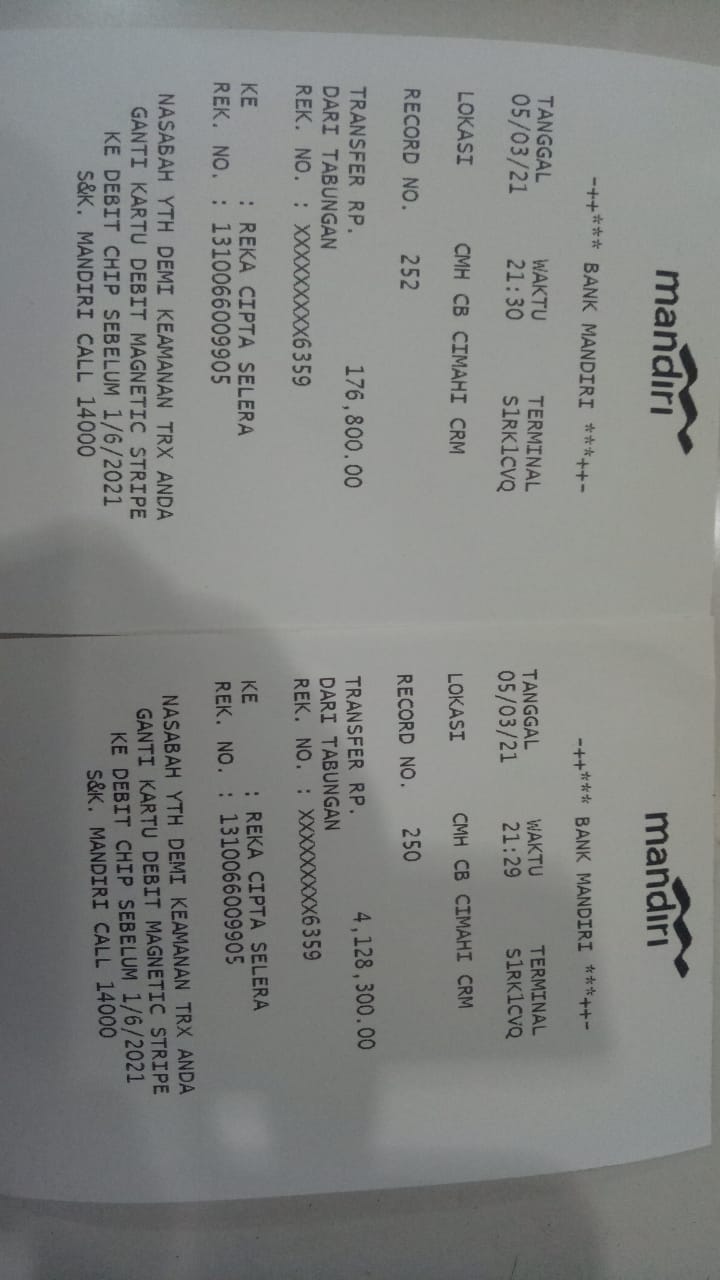 mandiri
-++*** BANK MANDIRI ***++-
TANGGAL WAKTU TERMINAL
05/03/21 21:30 S1RK1CVQ
LOKASI CMH CB CIMAHI CRM
RECORD NO. 252
TRANSFER RP. 176,800.00
DARI TABUNGAN
REK. NO. : XXXXXXXXX6359
KE : REKA CIPTA SELERA
REK. NO. : 1310066009905
NASABAH YTH DEMI KEAMANAN TRX ANDA
GANTI KARTU DEBIT MAGNETIC STRIPE
KE DEBIT CHIP SEBELUM 1/6/2021
S&K. MANDIRI CALL 14000
mandiri
-++*** BANK MANDIRI ***++-
TANGGAL WAKTU TERMINAL
05/03/21 21:29 S1RK1CVQ
LOKASI CMH CB CIMAHI CRM
RECORD NO. 250
TRANSFER RP. 4,128,300.00
DARI TABUNGAN
REK. NO. : XXXXXXXXX6359
KE : REKA CIPTA SELERA
REK. NO. : 1310066009905
NASABAH YTH DEMI KEAMANAN TRX ANDA
GANTI KARTU DEBIT MAGNETIC STRIPE
KE DEBIT CHIP SEBELUM 1/6/2021
S&K. MANDIRI CALL 14000